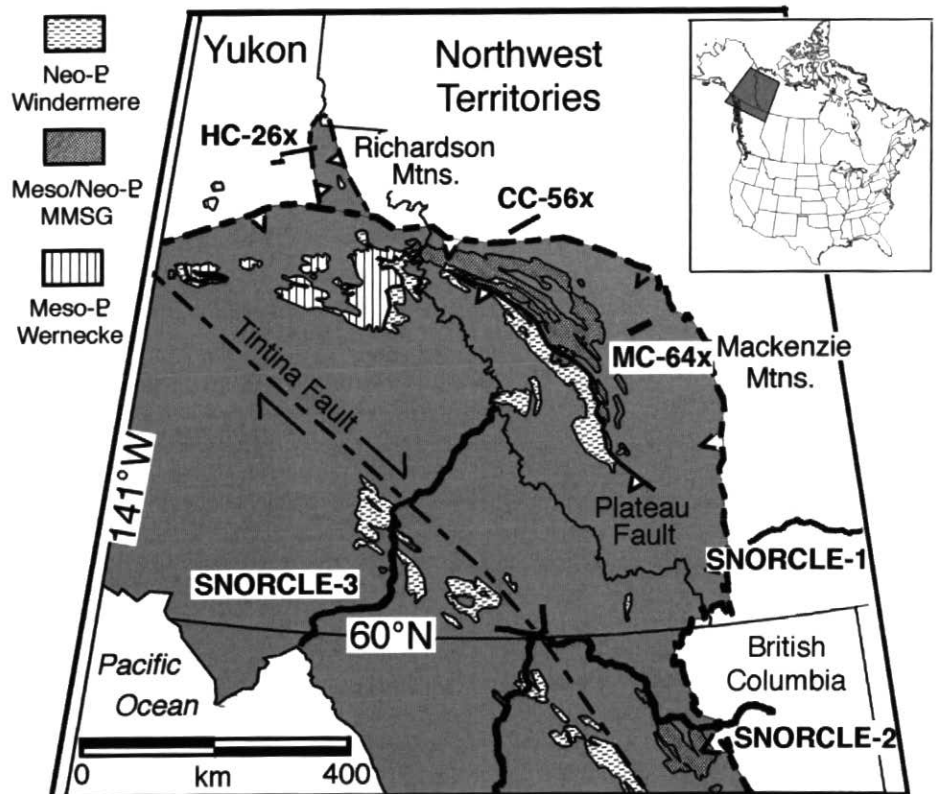 Neo-P
Windermere
Meso/Neo-P
MMSG
Meso-P
Wernecke
Yukon
Northwest
Territories
HC-26x
Richardson
Mtns.
CC-56x
Tintina Fault
MC-64x
Mackenzie
Mtns.
141°W
Plateau
Fault
SNORCLE-1
SNORCLE-3
60°N
Pacific
Ocean
British
Columbia
SNORCLE-2
0
km
400